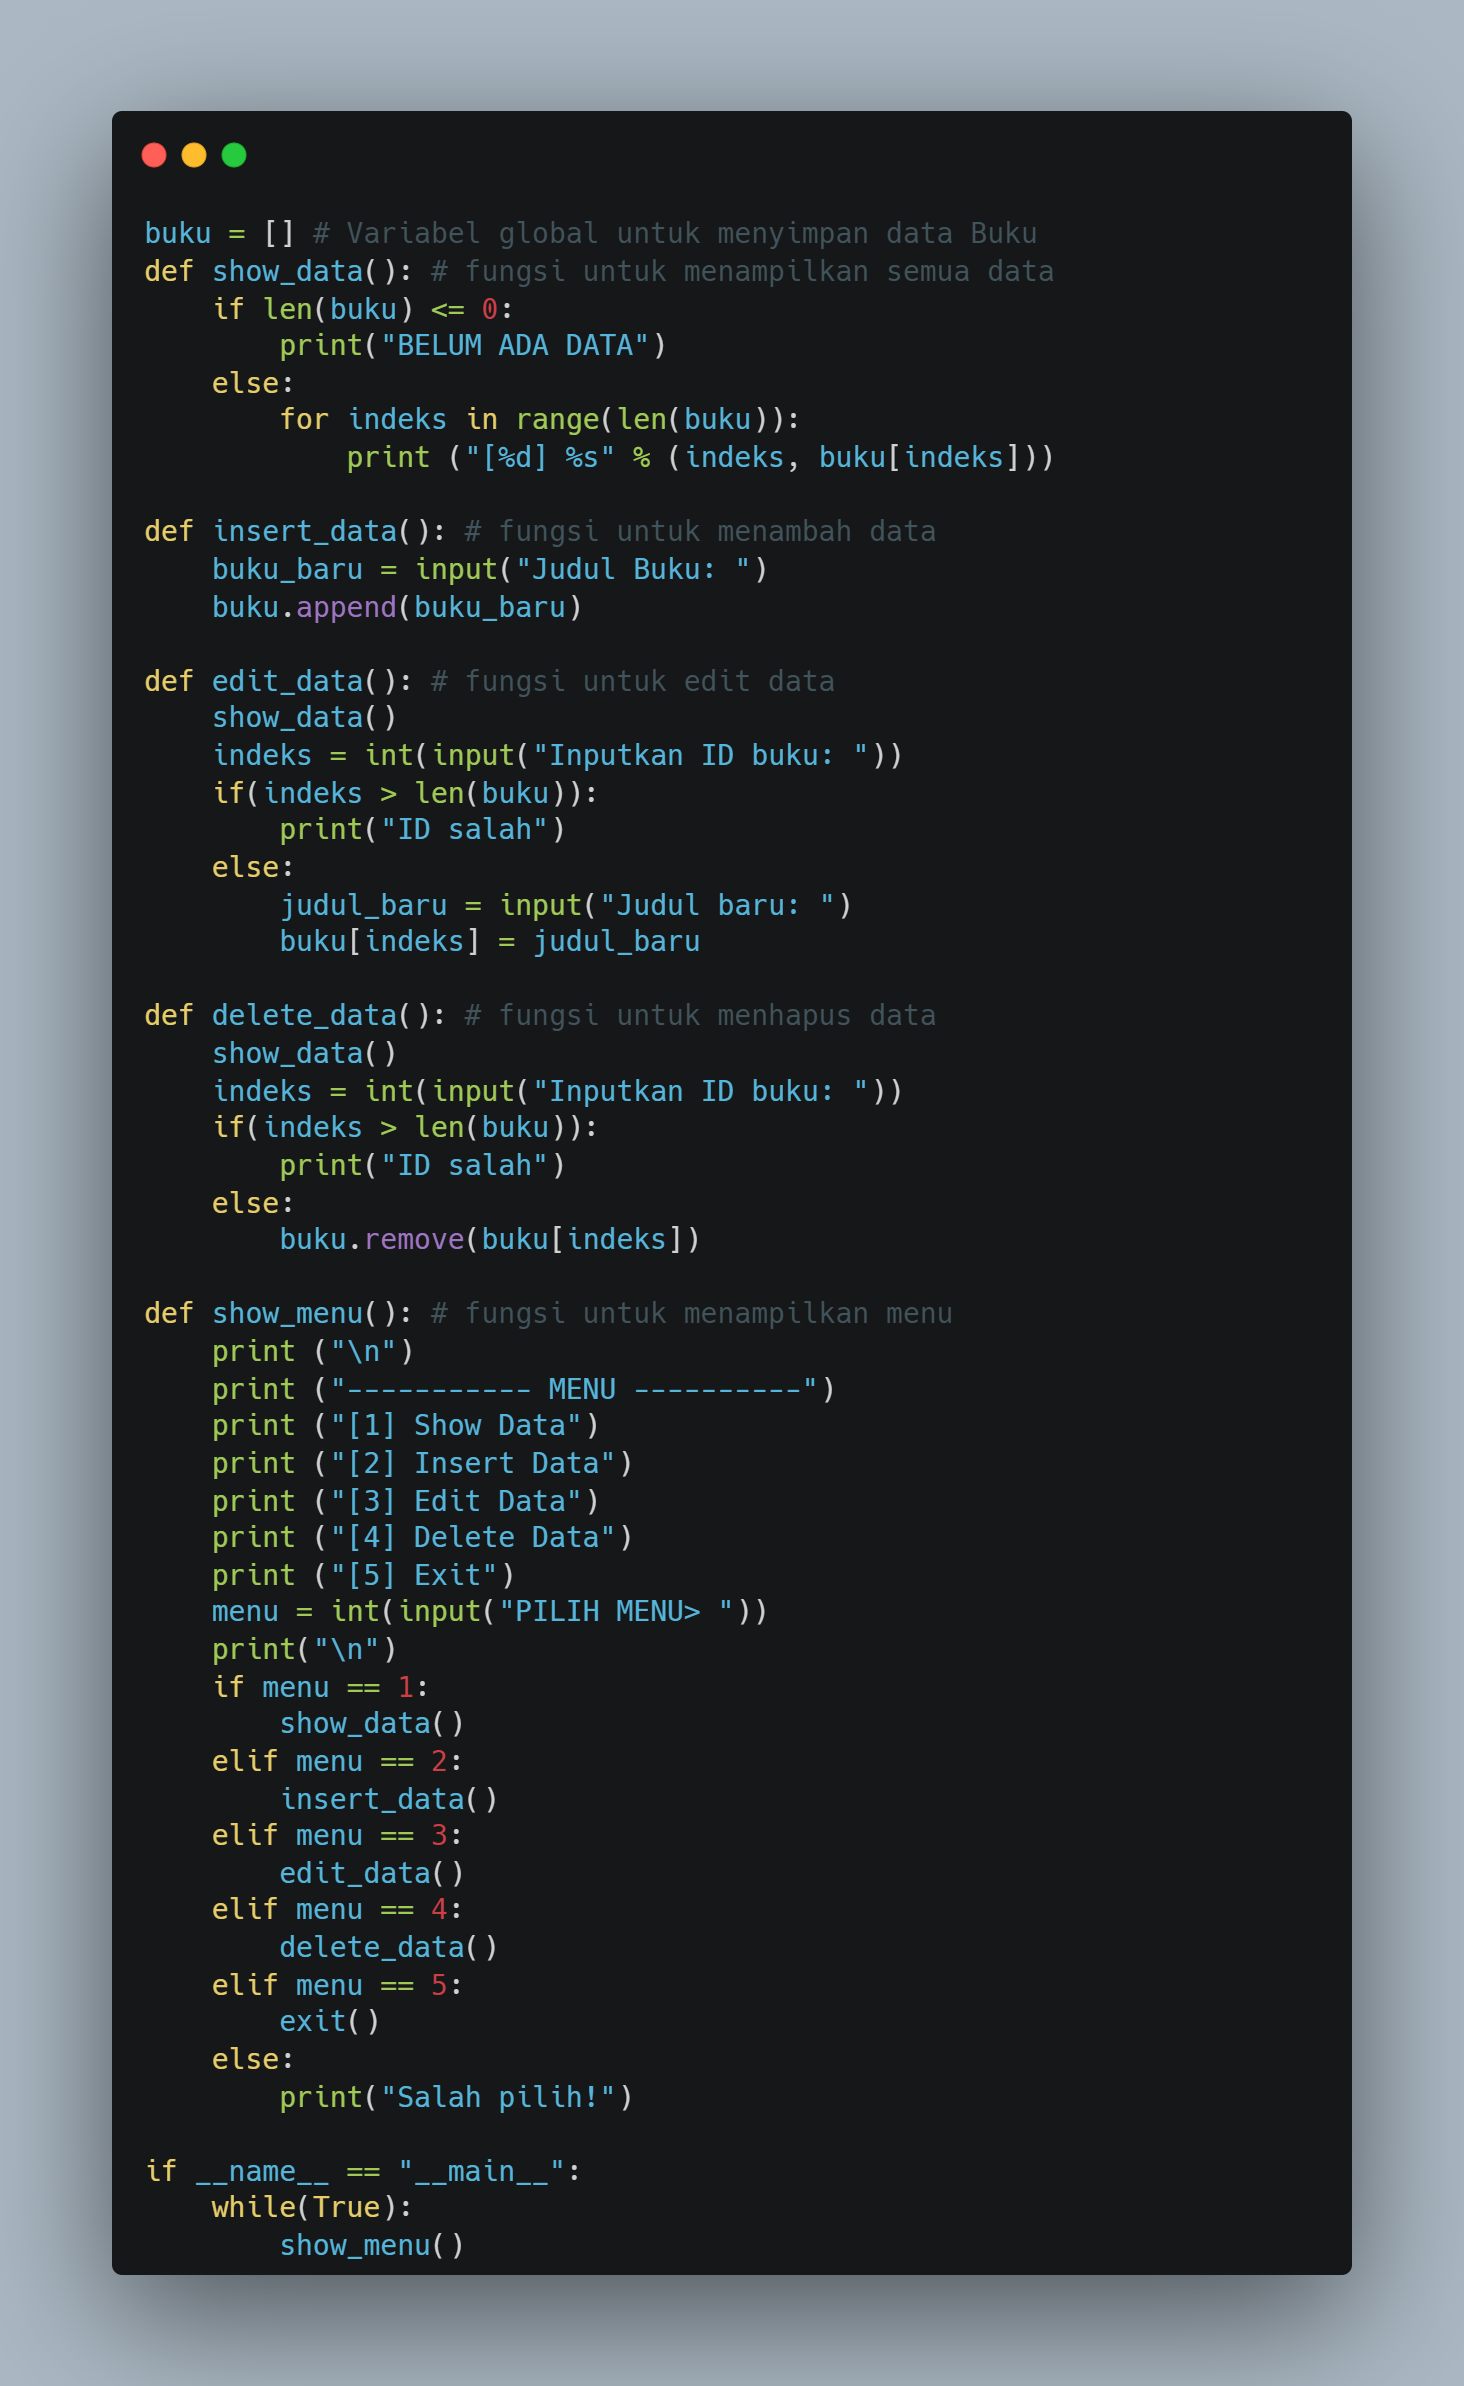 buku = [] # Variabel global untuk menyimpan data Buku
def show_data(): # fungsi untuk menampilkan semua data
    if len(buku) <= 0:
        print("BELUM ADA DATA")
    else:
        for indeks in range(len(buku)):
            print ("[%d] %s" % (indeks, buku[indeks]))

def insert_data(): # fungsi untuk menambah data
    buku_baru = input("Judul Buku: ")
    buku.append(buku_baru)

def edit_data(): # fungsi untuk edit data
    show_data()
    indeks = int(input("Inputkan ID buku: "))
    if(indeks > len(buku)):
        print("ID salah")
    else:
        judul_baru = input("Judul baru: ")
        buku[indeks] = judul_baru

def delete_data(): # fungsi untuk menhapus data
    show_data()
    indeks = int(input("Inputkan ID buku: "))
    if(indeks > len(buku)):
        print("ID salah")
    else:
        buku.remove(buku[indeks])

def show_menu(): # fungsi untuk menampilkan menu
    print ("\n")
    print ("----------- MENU ----------")
    print ("[1] Show Data")
    print ("[2] Insert Data")
    print ("[3] Edit Data")
    print ("[4] Delete Data")
    print ("[5] Exit")
    menu = int(input("PILIH MENU> "))
    print("\n")
    if menu == 1:
        show_data()
    elif menu == 2:
        insert_data()
    elif menu == 3:
        edit_data()
    elif menu == 4:
        delete_data()
    elif menu == 5:
        exit()
    else:
        print("Salah pilih!")

if __name__ == "__main__":
    while(True):
        show_menu()